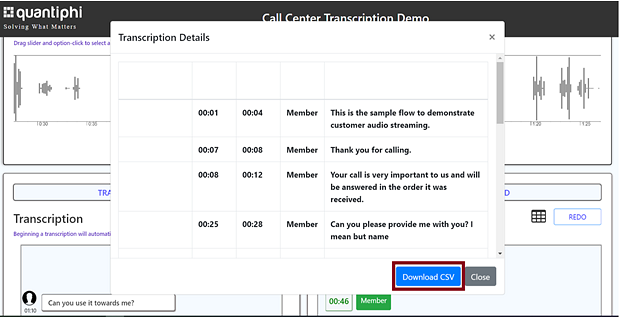 quantiphi
Solving What Matters
Call Center Transcription Demo
Drag slider and option-click to select a
Transcription Details
×
00:01 00:04 Member This is the sample flow to demonstrate
customer audio streaming.
00:07 00:08 Member Thank you for calling.
00:08 00:12 Member Your call is very important to us and will
be answered in the order it was
received.
00:25 00:28 Member Can you please provide me with you? I
mean but name
Download CSV
Close
0:30
0:35
1:20
1:25
TRA
D
Transcription
REDO
Beginning a transcription will automati
01:10
Can you use it towards me?
00:46
Member